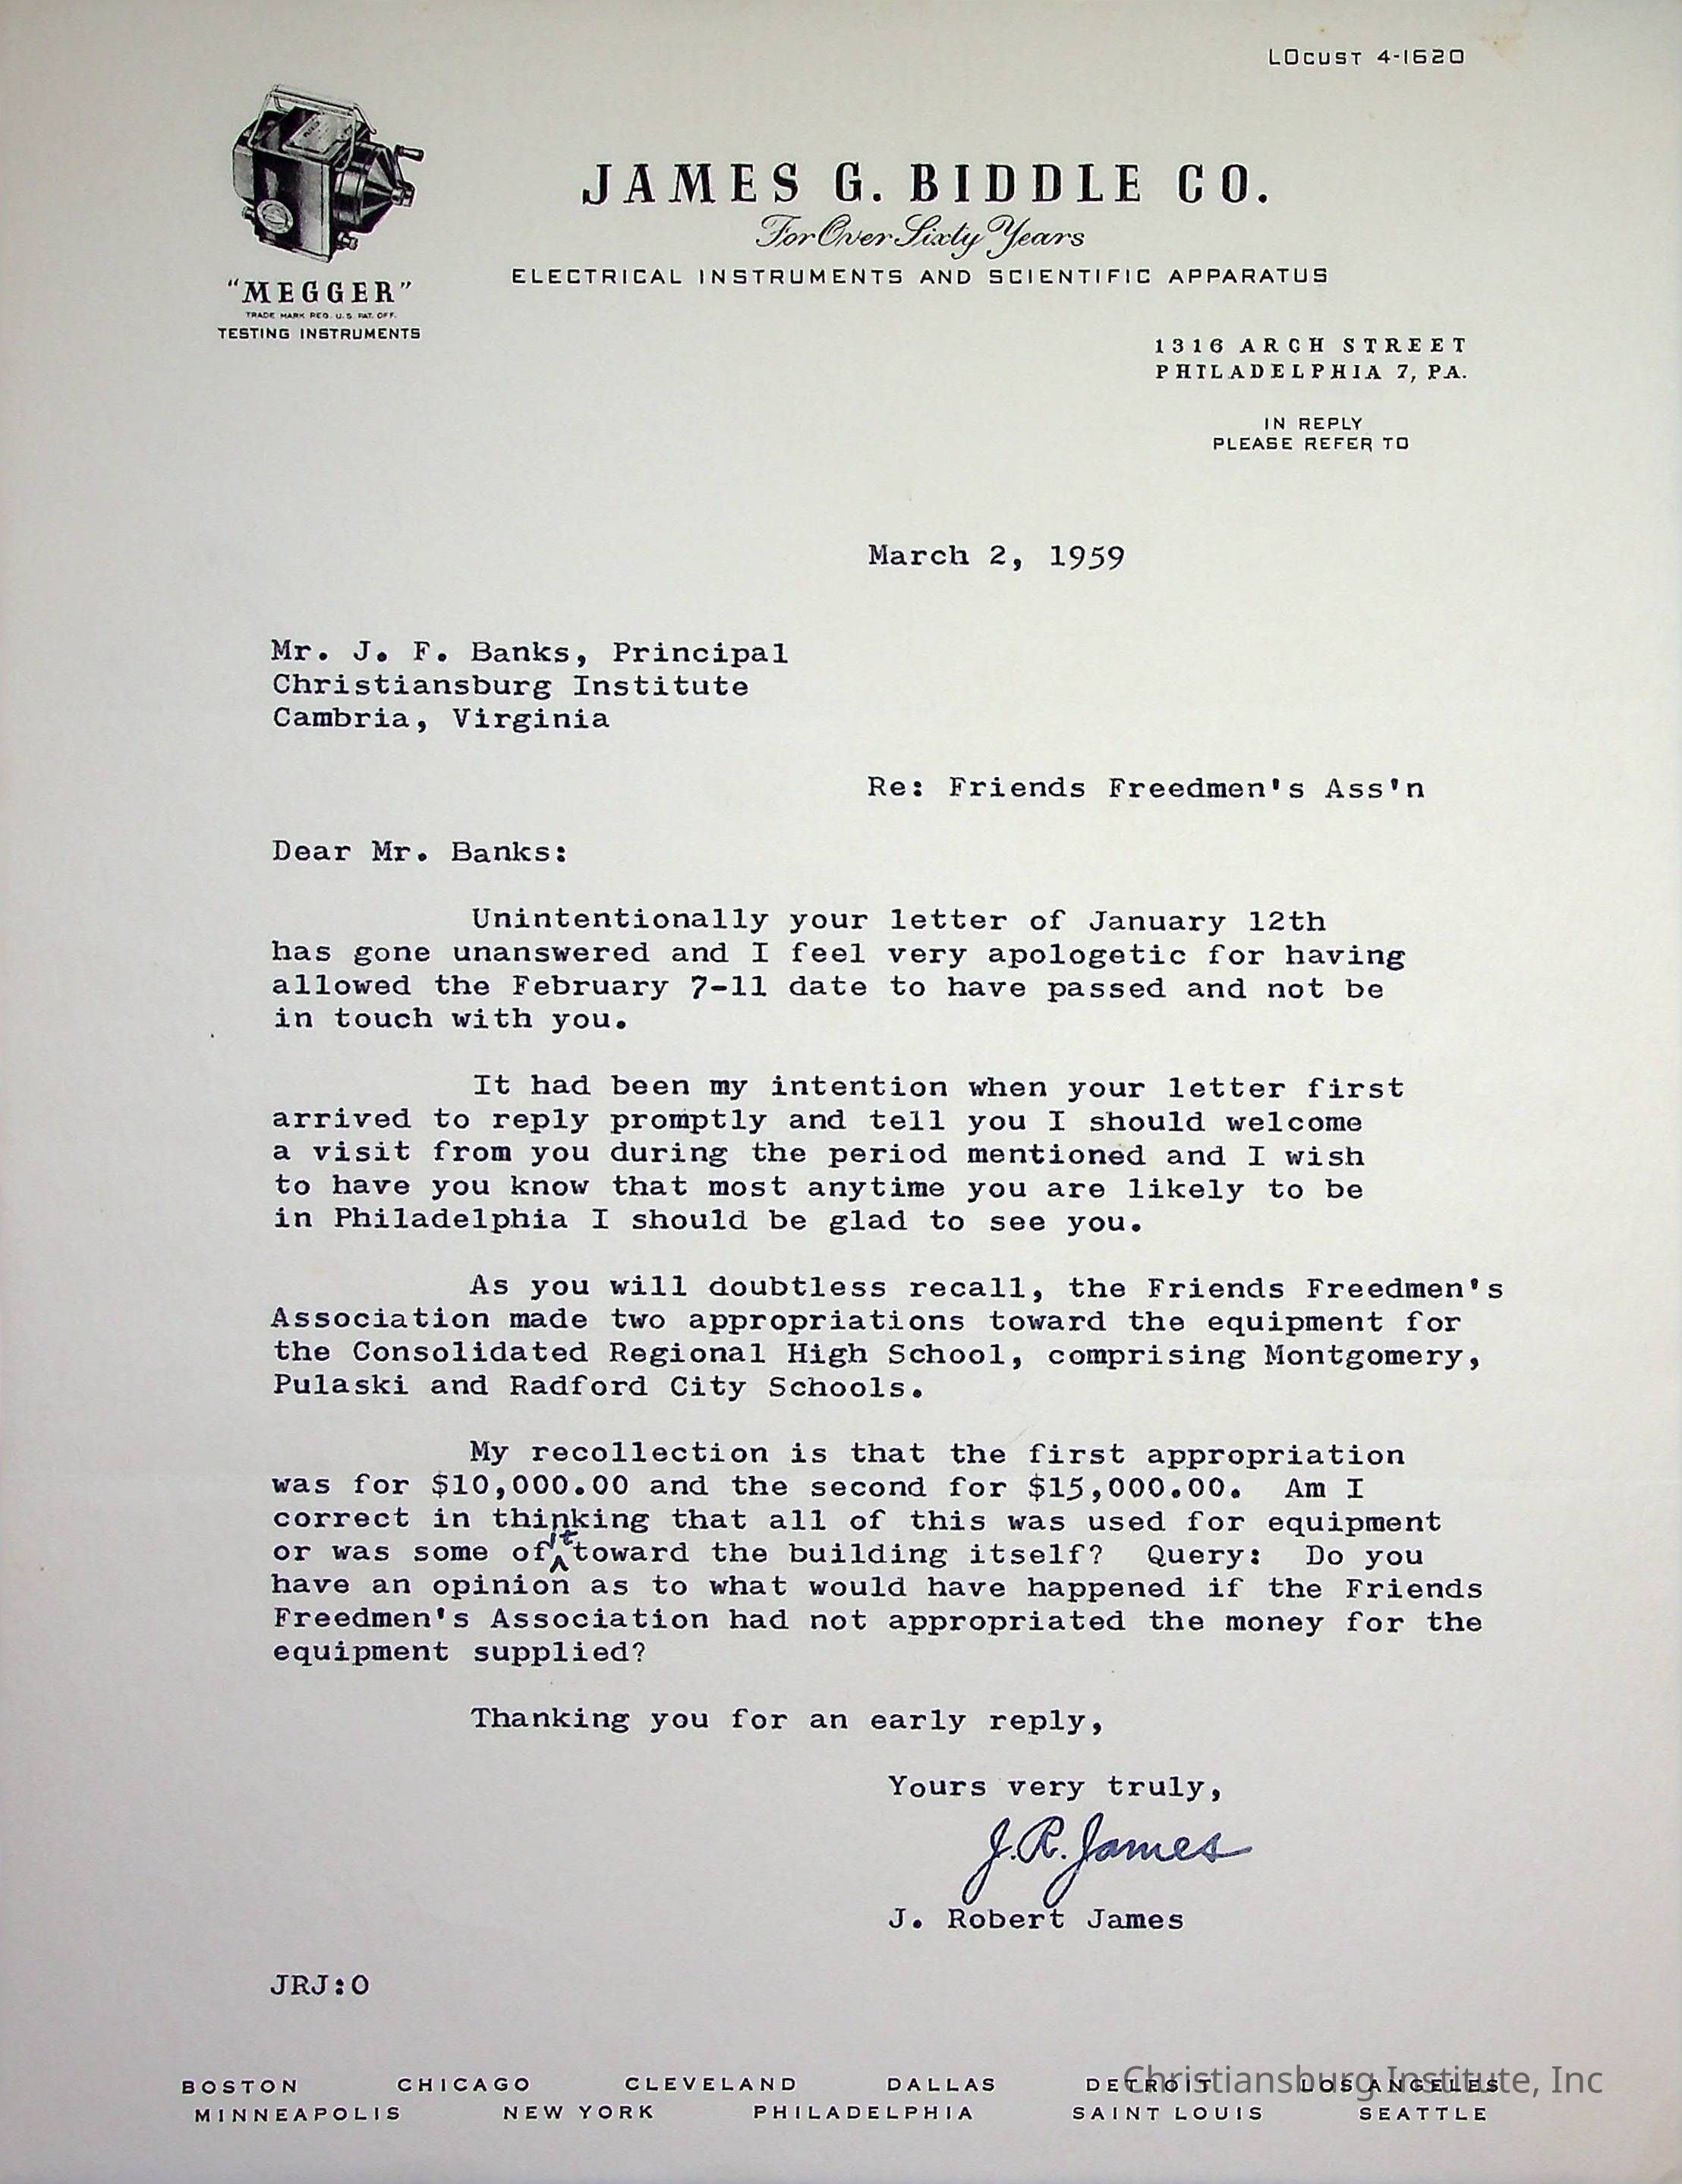 LOCUST 4-1620
JAMES G. BIDDLE CO.
For Over Sixty Years
ELECTRICAL INSTRUMENTS AND SCIENTIFIC APPARATUS
"MEGGER"
TRADE MARK REG. U.S. PAT. OFF.
TESTING INSTRUMENTS
1316 ARCH STREET
PHILADELPHIA 7, PA.
IN REPLY
PLEASE REFER TO
March 2, 1959
Mr. J. F. Banks, Principal
Christiansburg Institute
Cambria, Virginia
Re: Friends Freedmen's Ass'n
Dear Mr. Banks:
Unintentionally your letter of January 12th
has gone unanswered and I feel very apologetic for having
allowed the February 7-11 date to have passed and not be
in touch with you.
It had been my intention when your letter first
arrived to reply promptly and tell you I should welcome
a visit from you during the period mentioned and I wish
to have you know that most anytime you are likely to be
in Philadelphia I should be glad to see you.
As you will doubtless recall, the Friends Freedmen's
Association made two appropriations toward the equipment for
the Consolidated Regional High School, comprising Montgomery,
Pulaski and Radford City Schools.
My recollection is that the first appropriation
was for $10,000.00 and the second for $15,000.00. Am I
correct in thinking that all of this was used for equipment
or was some of it toward the building itself? Query: Do you
have an opinion as to what would have happened if the Friends
Freedmen's Association had not appropriated the money for the
equipment supplied?
Thanking you for an early reply,
Yours very truly,
J. R. James
J. Robert James
JRJ:O
BOSTON CHICAGO CLEVELAND DALLAS DETROIT LOS ANGELES
MINNEAPOLIS NEW YORK PHILADELPHIA SAINT LOUIS SEATTLE
Christiansburg Institute, Inc